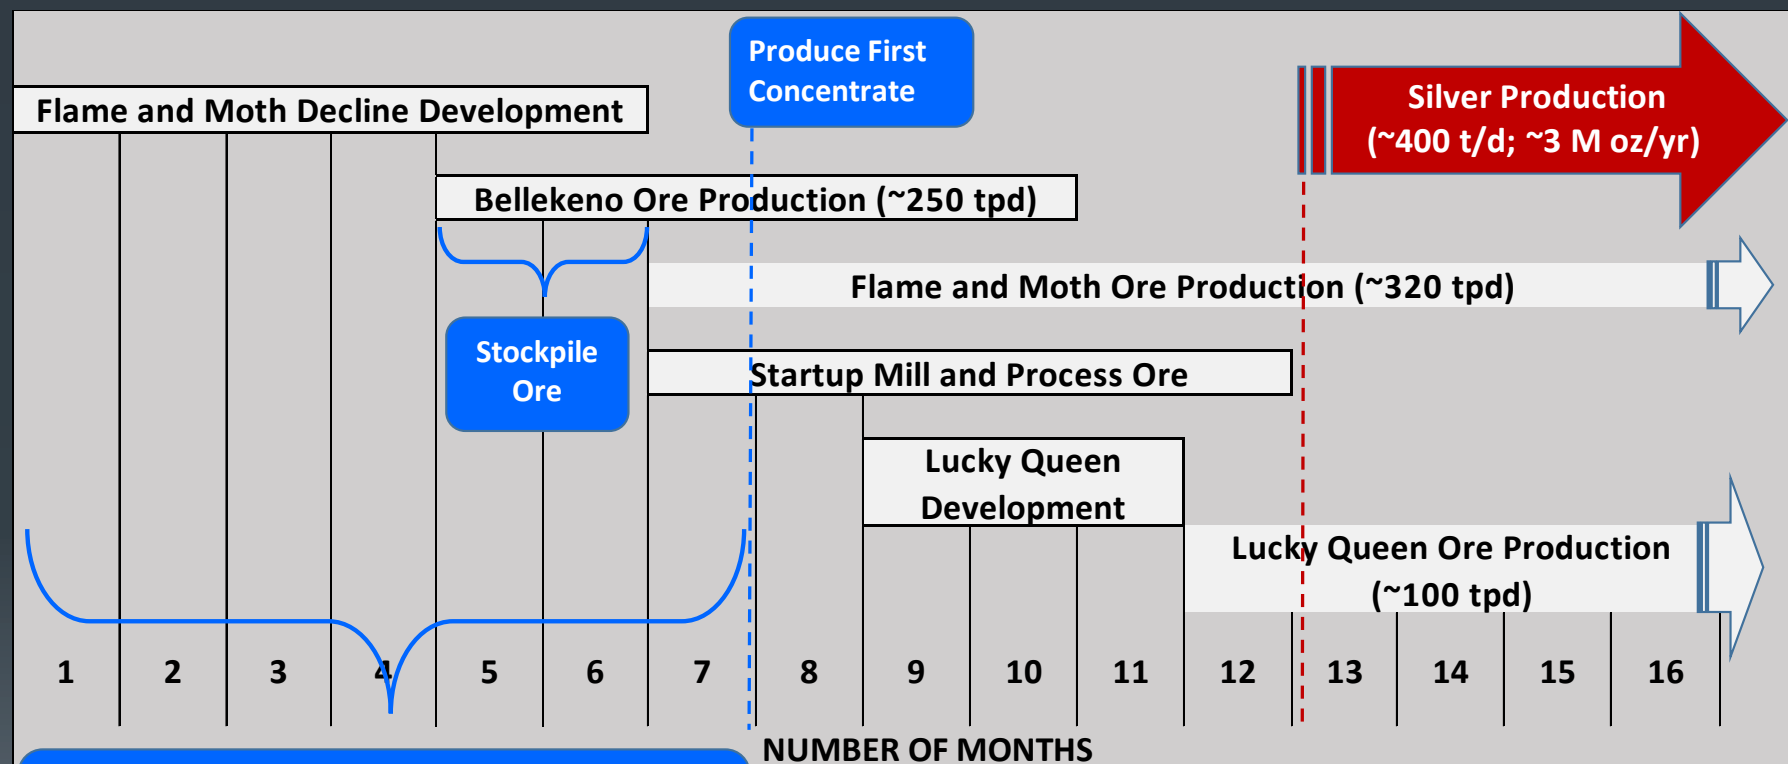 Produce First
Concentrate
Silver Production
(~400 t/d; ~3 M oz/yr)
Flame and Moth Decline Development
Bellekeno Ore Production (~250 tpd)
Flame and Moth Ore Production (~320 tpd)
Stockpile
Ore
Startup Mill and Process Ore
Lucky Queen
Development
Lucky Queen Ore Production
(~100 tpd)
1 2 3 4 5 6 7 8 9 10 11 12 13 14 15 16
NUMBER OF MONTHS